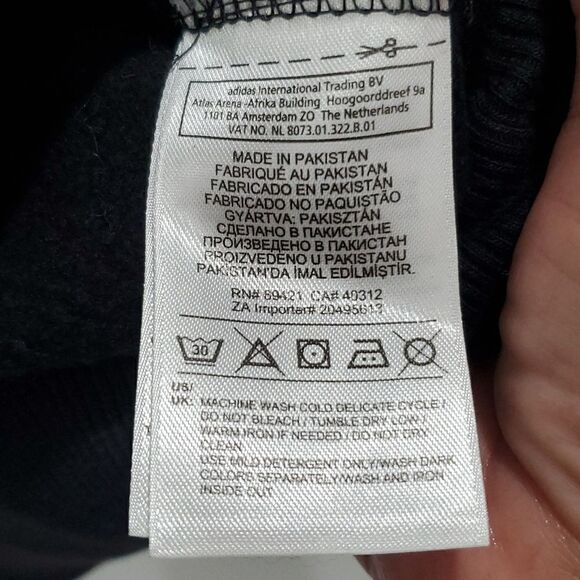 adidas International Trading BV
Atlas Arena -Afrika Building Hoogoorddreef 9a
1101 BA Amsterdam ZO The Netherlands
VAT NO. NL 8073.01.322.B.01
MADE IN PAKISTAN
FABRIQUÉ AU PAKISTAN
FABRICADO EN PAKISTÁN
FABRICADO NO PAQUISTÃO
GYÁRTVA: PAKISZTÁN
СДЕЛАНО В ПАКИСТАНЕ
ПРОИЗВЕДЕНО В ПАКИСТАН
PROIZVEDENO U PAKISTANU
PAKISTAN'DA İMAL EDİLMİŞTİR.
RN# 89421 CA# 40312
ZA Importer# 20495613
30
US/
UK: MACHINE WASH COLD DELICATE CYCLE /
DO NOT BLEACH / TUMBLE DRY LOW /
WARM IRON IF NEEDED / DO NOT DRY
CLEAN
USE MILD DETERGENT ONLY/WASH DARK
COLORS SEPARATELY/WASH AND IRON
INSIDE OUT